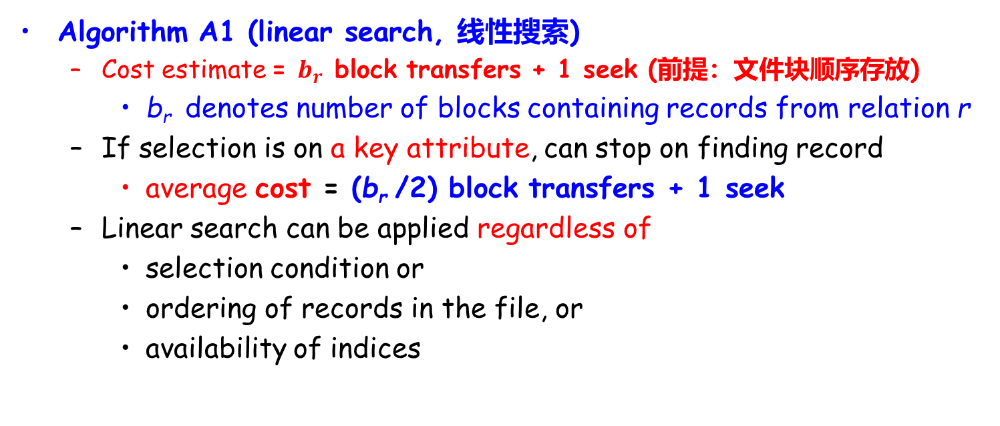 • Algorithm A1 (linear search, 线性搜索)
– Cost estimate = bᵣ block transfers + 1 seek (前提：文件块顺序存放)
• bᵣ denotes number of blocks containing records from relation r
– If selection is on a key attribute, can stop on finding record
• average cost = (bᵣ /2) block transfers + 1 seek
– Linear search can be applied regardless of
• selection condition or
• ordering of records in the file, or
• availability of indices